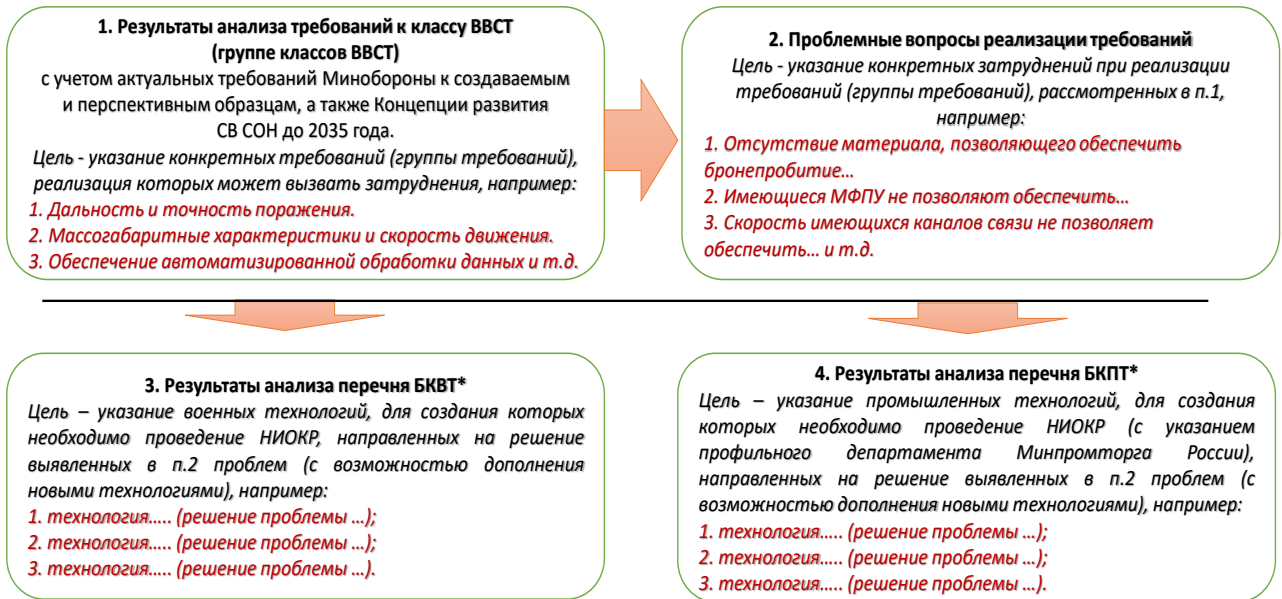 1. Результаты анализа требований к классу ВВСТ
(группе классов ВВСТ)
с учетом актуальных требований Минобороны к создаваемым
и перспективным образцам, а также Концепции развития
СВ СОН до 2035 года.
Цель - указание конкретных требований (группы требований),
реализация которых может вызвать затруднения, например:
1. Дальность и точность поражения.
2. Массогабаритные характеристики и скорость движения.
3. Обеспечение автоматизированной обработки данных и т.д.
2. Проблемные вопросы реализации требований
Цель - указание конкретных затруднений при реализации
требований (группы требований), рассмотренных в п.1,
например:
1. Отсутствие материала, позволяющего обеспечить
бронепробитие…
2. Имеющиеся МФПУ не позволяют обеспечить…
3. Скорость имеющихся каналов связи не позволяет
обеспечить… и т.д.
3. Результаты анализа перечня БКВТ*
Цель – указание военных технологий, для создания которых
необходимо проведение НИОКР, направленных на решение
выявленных в п.2 проблем (с возможностью дополнения
новыми технологиями), например:
1. технология….. (решение проблемы …);
2. технология….. (решение проблемы …);
3. технология….. (решение проблемы …).
4. Результаты анализа перечня БКПТ*
Цель – указание промышленных технологий, для создания
которых необходимо проведение НИОКР (с указанием
профильного департамента Минпромторга России),
направленных на решение выявленных в п.2 проблем (с
возможностью дополнения новыми технологиями), например:
1. технология….. (решение проблемы …);
2. технология….. (решение проблемы …);
3. технология….. (решение проблемы …).